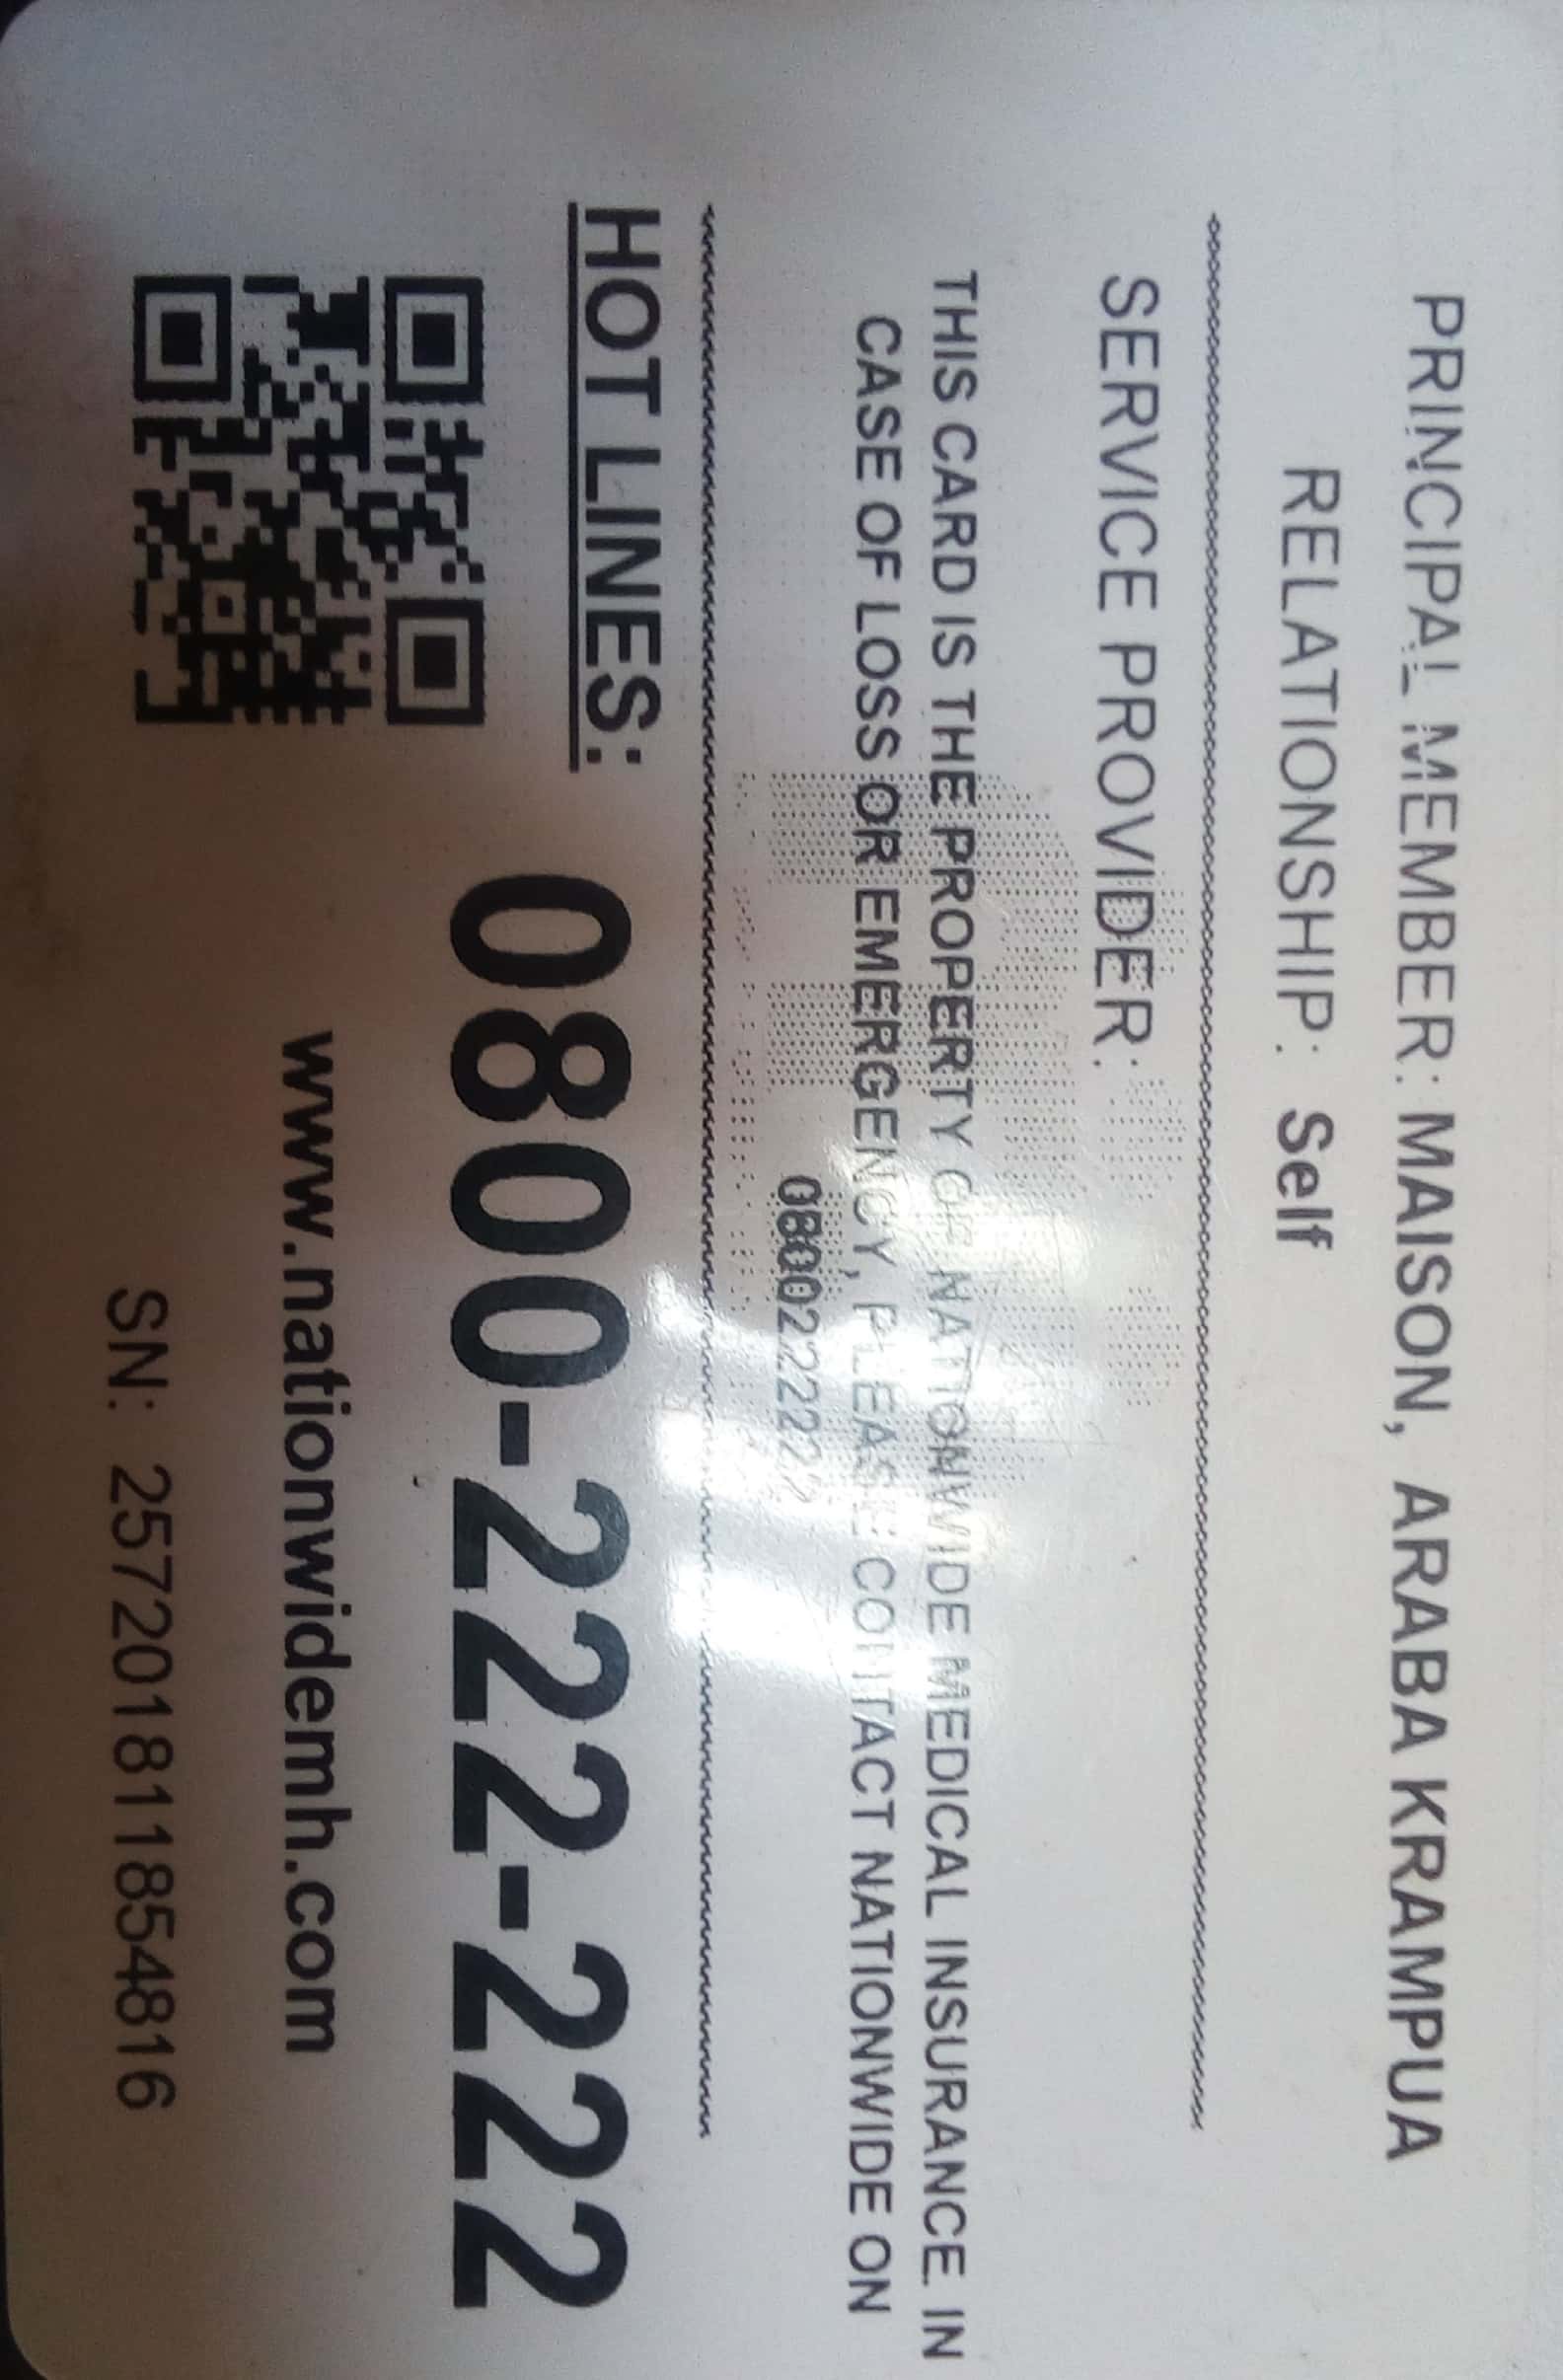 PRINCIPAL MEMBER: MAISON, ARABA KRAMPUA
RELATIONSHIP: Self
SERVICE PROVIDER:
THIS CARD IS THE PROPERTY OF NATIONWIDE MEDICAL INSURANCE IN
CASE OF LOSS OR EMERGENCY, PLEASE CONTACT NATIONWIDE ON
0800222222
HOT LINES: 0800-222-222
www.nationwidemh.com
SN: 2572018118548​16